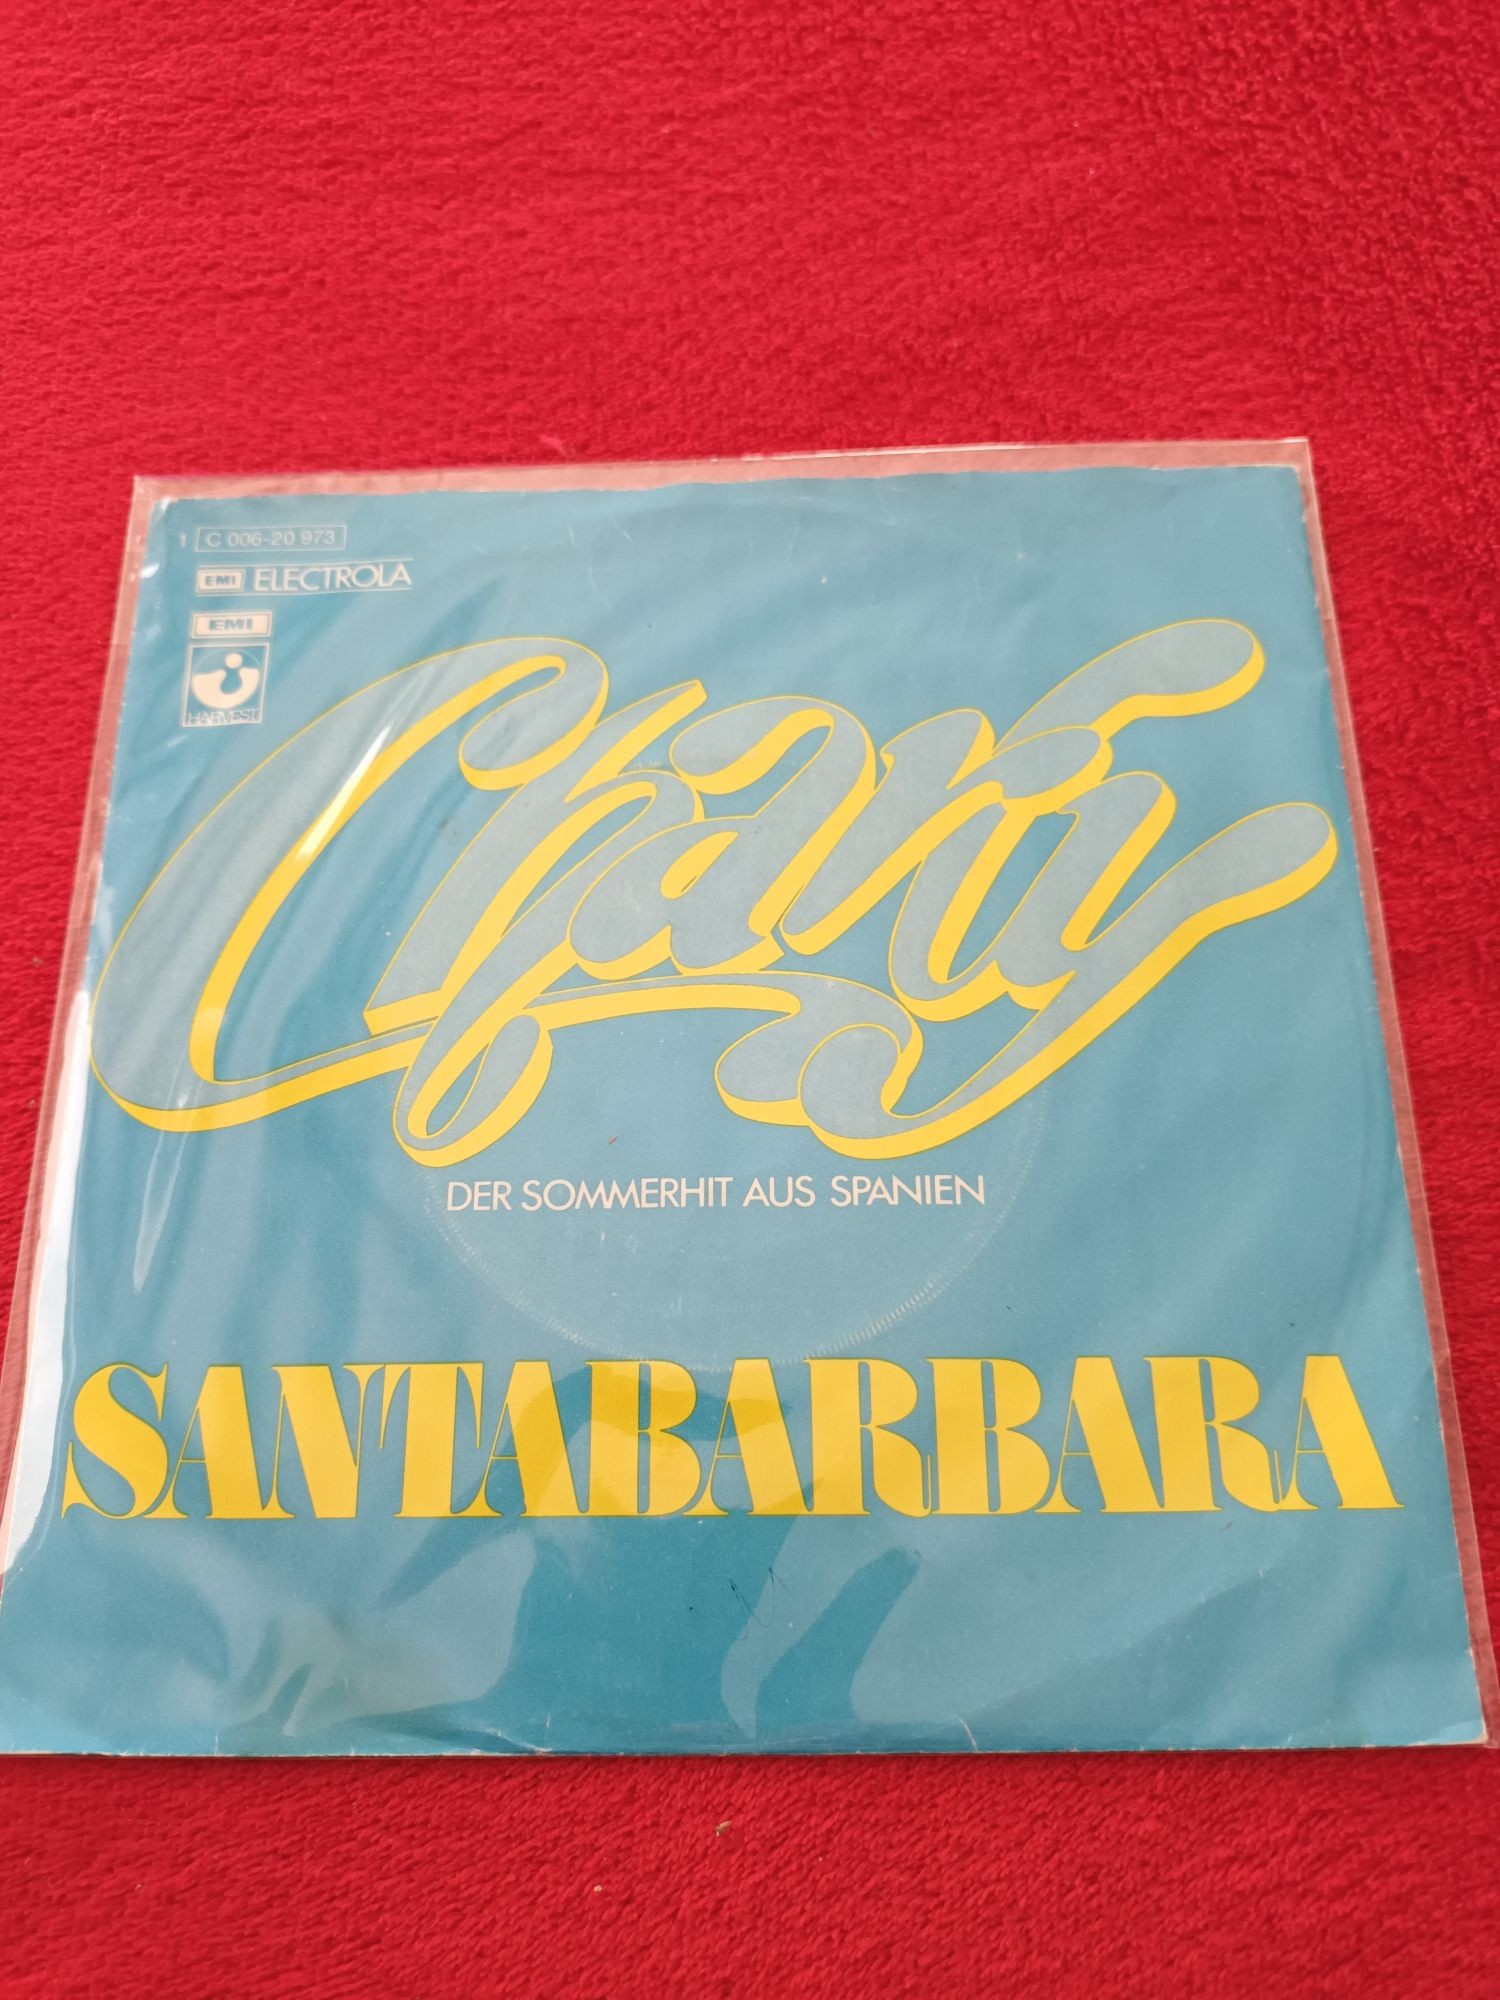 1 C 006-20 973
EMI ELECTROLA
EMI
HARVEST
Charly
DER SOMMERHIT AUS SPANIEN
SANTABARBARA